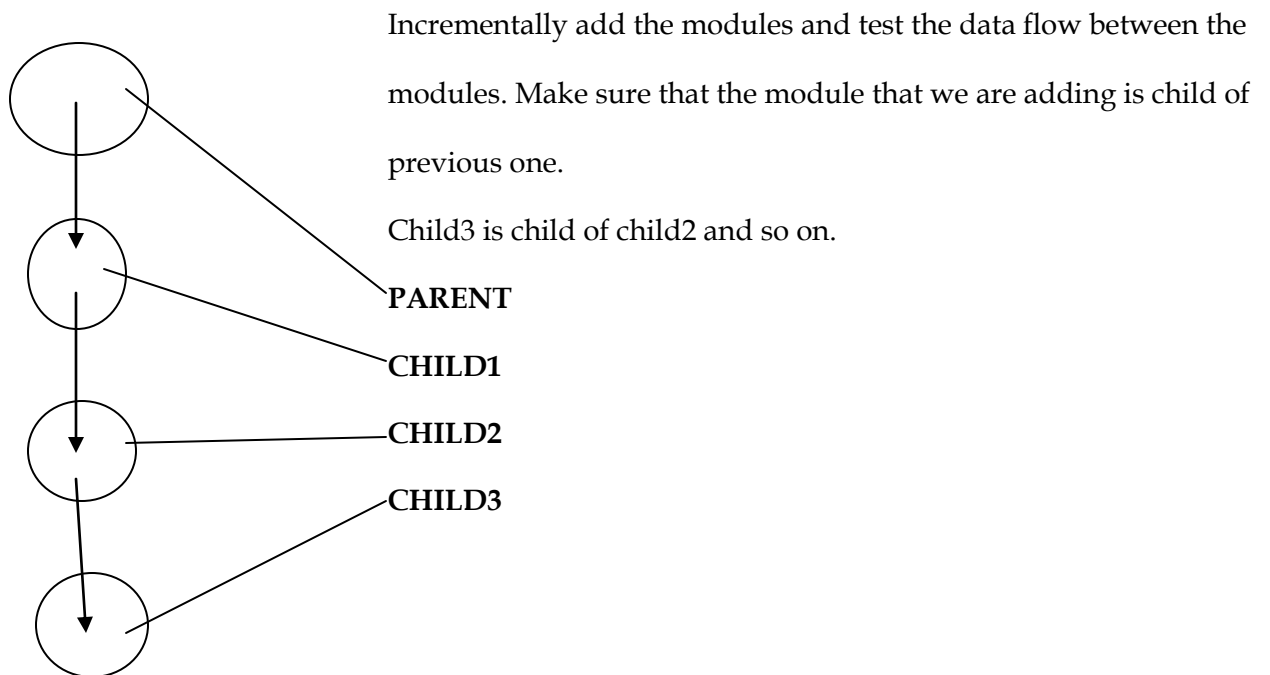 Incrementally add the modules and test the data flow between the
modules. Make sure that the module that we are adding is child of
previous one.
Child3 is child of child2 and so on.
PARENT
CHILD1
CHILD2
CHILD3